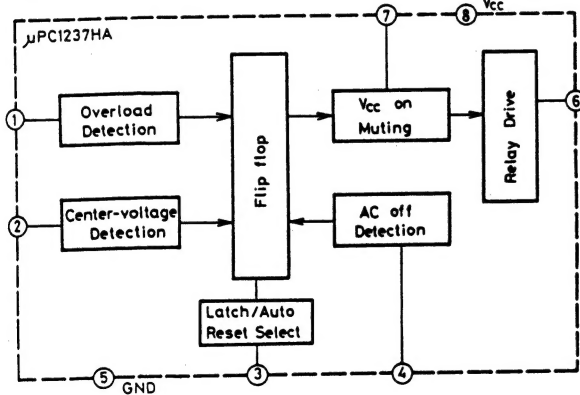 µPC1237HA
7
8
Vcc
1
Overload
Detection
Flip flop
Vcc on
Muting
Relay Drive
6
2
Center-voltage
Detection
AC off
Detection
Latch/Auto
Reset Select
5
GND
3
4